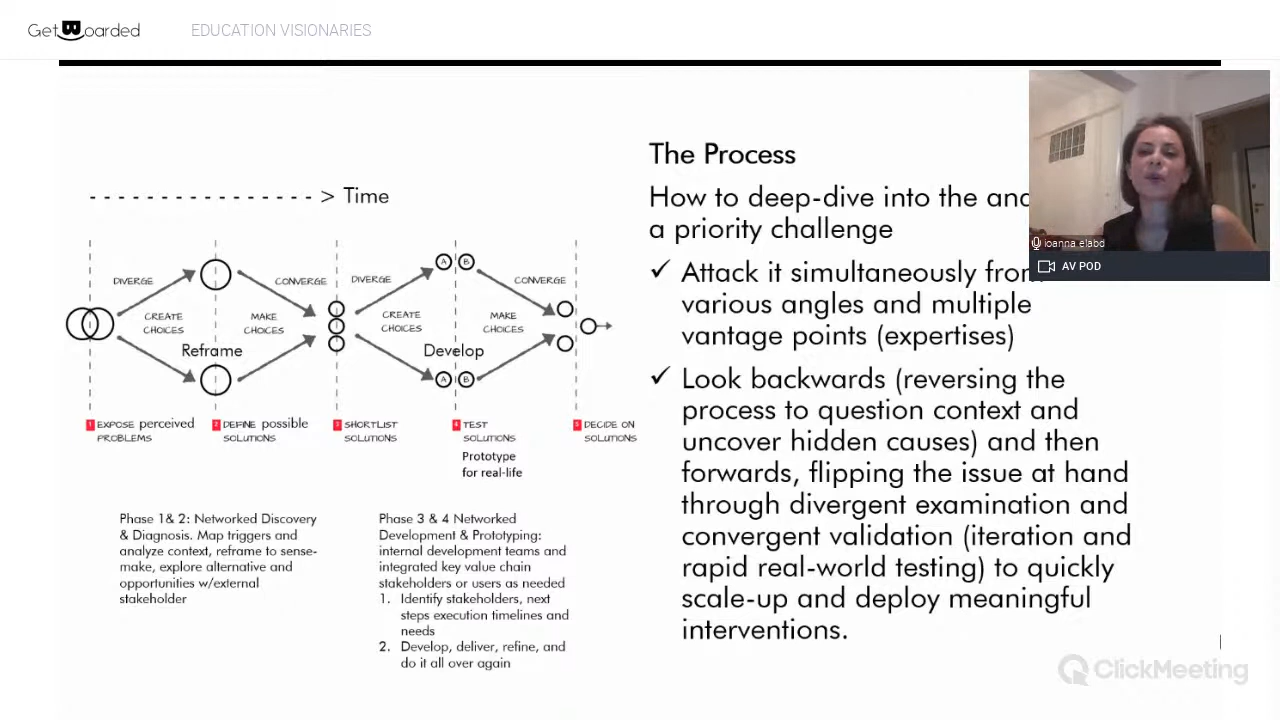 GetBoarded
EDUCATION VISIONARIES
- - - - - - - - - - - - - - - - > Time
DIVERGE
CONVERGE
DIVERGE
CONVERGE
A B
CREATE
CHOICES
MAKE
CHOICES
CREATE
CHOICES
MAKE
CHOICES
Reframe
Develop
A B
1 EXPOSE perceived
PROBLEMS
2 DEFINE possible
SOLUTIONS
3 SHORTLIST
SOLUTIONS
4 TEST
SOLUTIONS
Prototype
for real-life
5 DECIDE ON
SOLUTIONS
Phase 1& 2: Networked Discovery
& Diagnosis. Map triggers and
analyze context, reframe to sense-
make, explore alternative and
opportunities w/external
stakeholder
Phase 3 & 4 Networked
Development & Prototyping:
internal development teams and
integrated key value chain
stakeholders or users as needed
1. Identify stakeholders, next
steps execution timelines and
needs
2. Develop, deliver, refine, and
do it all over again
The Process
How to deep-dive into the
a priority challenge
✓ Attack it simultaneously from
various angles and multiple
vantage points (expertises)
✓ Look backwards (reversing the
process to question context and
uncover hidden causes) and then
forwards, flipping the issue at hand
through divergent examination and
convergent validation (iteration and
rapid real-world testing) to quickly
scale-up and deploy meaningful
interventions.
ioanna elabd
AV POD
ClickMeeting